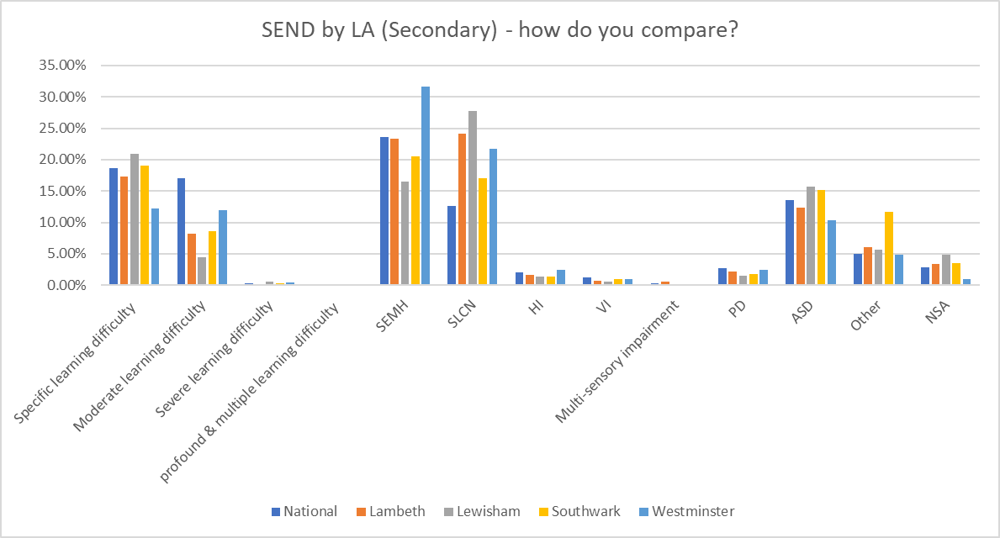 SEND by LA (Secondary) - how do you compare?
35.00%
30.00%
25.00%
20.00%
15.00%
10.00%
5.00%
0.00%
Specific learning difficulty
Moderate learning difficulty
Severe learning difficulty
profound & multiple learning difficulty
SEMH
SLCN
HI
VI
Multi-sensory impairment
PD
ASD
Other
NSA
National Lambeth Lewisham Southwark Westminster